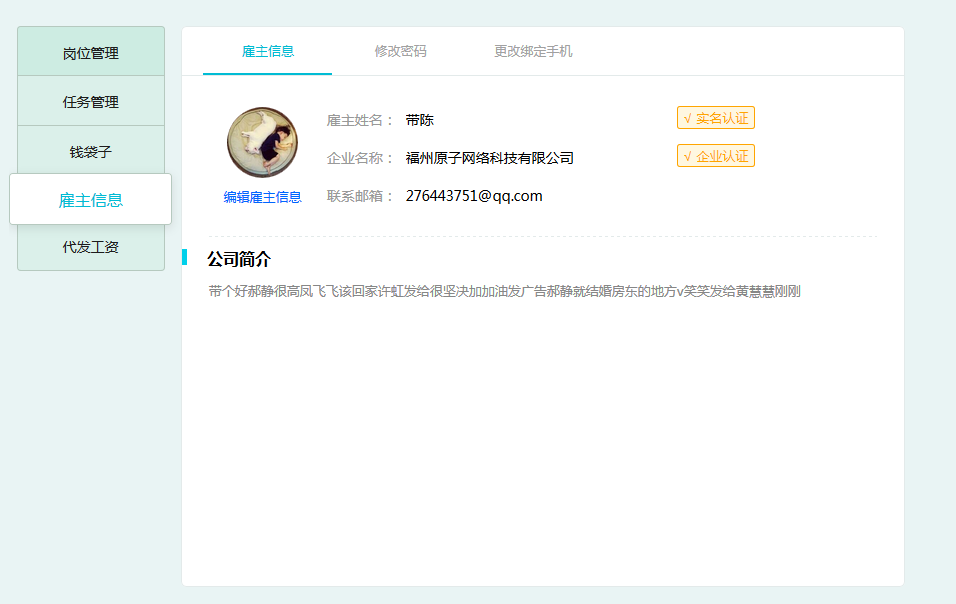 岗位管理
任务管理
钱袋子
雇主信息
代发工资
雇主信息 修改密码 更改绑定手机
编辑雇主信息
雇主姓名： 带陈 √ 实名认证
企业名称： 福州原子网络科技有限公司 √ 企业认证
联系邮箱： 276443751@qq.com
公司简介
带个好郝静很高凤飞飞该回家许虹发给很坚决加加油发广告郝静就结婚房东的地方v笑笑发给黄慧慧刚刚